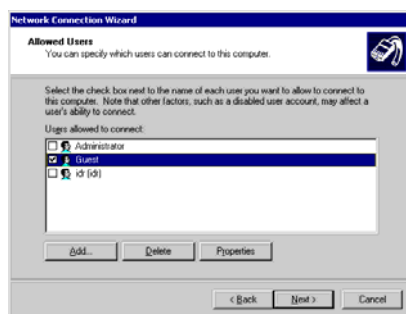 Network Connection Wizard
Allowed Users
You can specify which users can connect to this computer.
Select the check box next to the name of each user you want to allow to connect to
this computer. Note that other factors, such as a disabled user account, may affect a
user's ability to connect.
Users allowed to connect:
Administrator
Guest
idr (idr)
Add... Delete Properties
< Back Next > Cancel